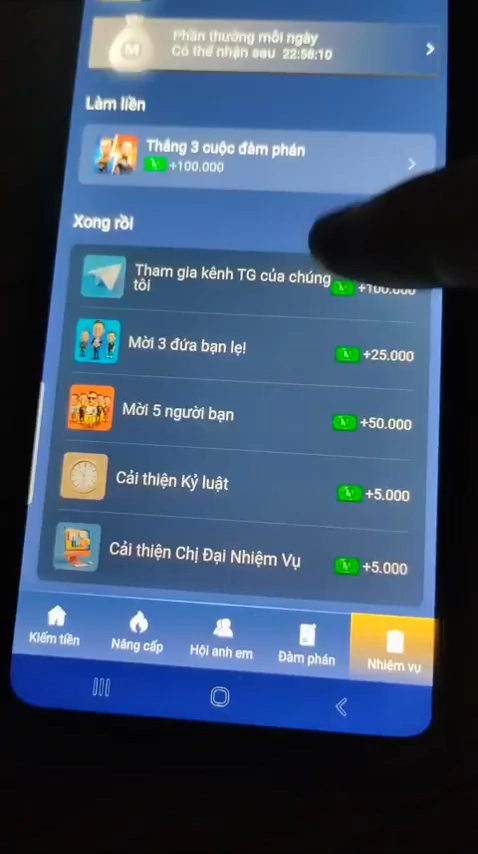 Phần thưởng mỗi ngày
Có thể nhận sau 22:58:10
Làm liền
Thắng 3 cuộc đàm phán
+100.000
Xong rồi
Tham gia kênh TG của chúng
tôi
+100.000
Mời 3 đứa bạn lẹ!
+25.000
Mời 5 người bạn
+50.000
Cải thiện Kỷ luật
+5.000
Cải thiện Chị Đại Nhiệm Vụ
+5.000
Kiếm tiền
Nâng cấp
Hội anh em
Đàm phán
Nhiệm vụ